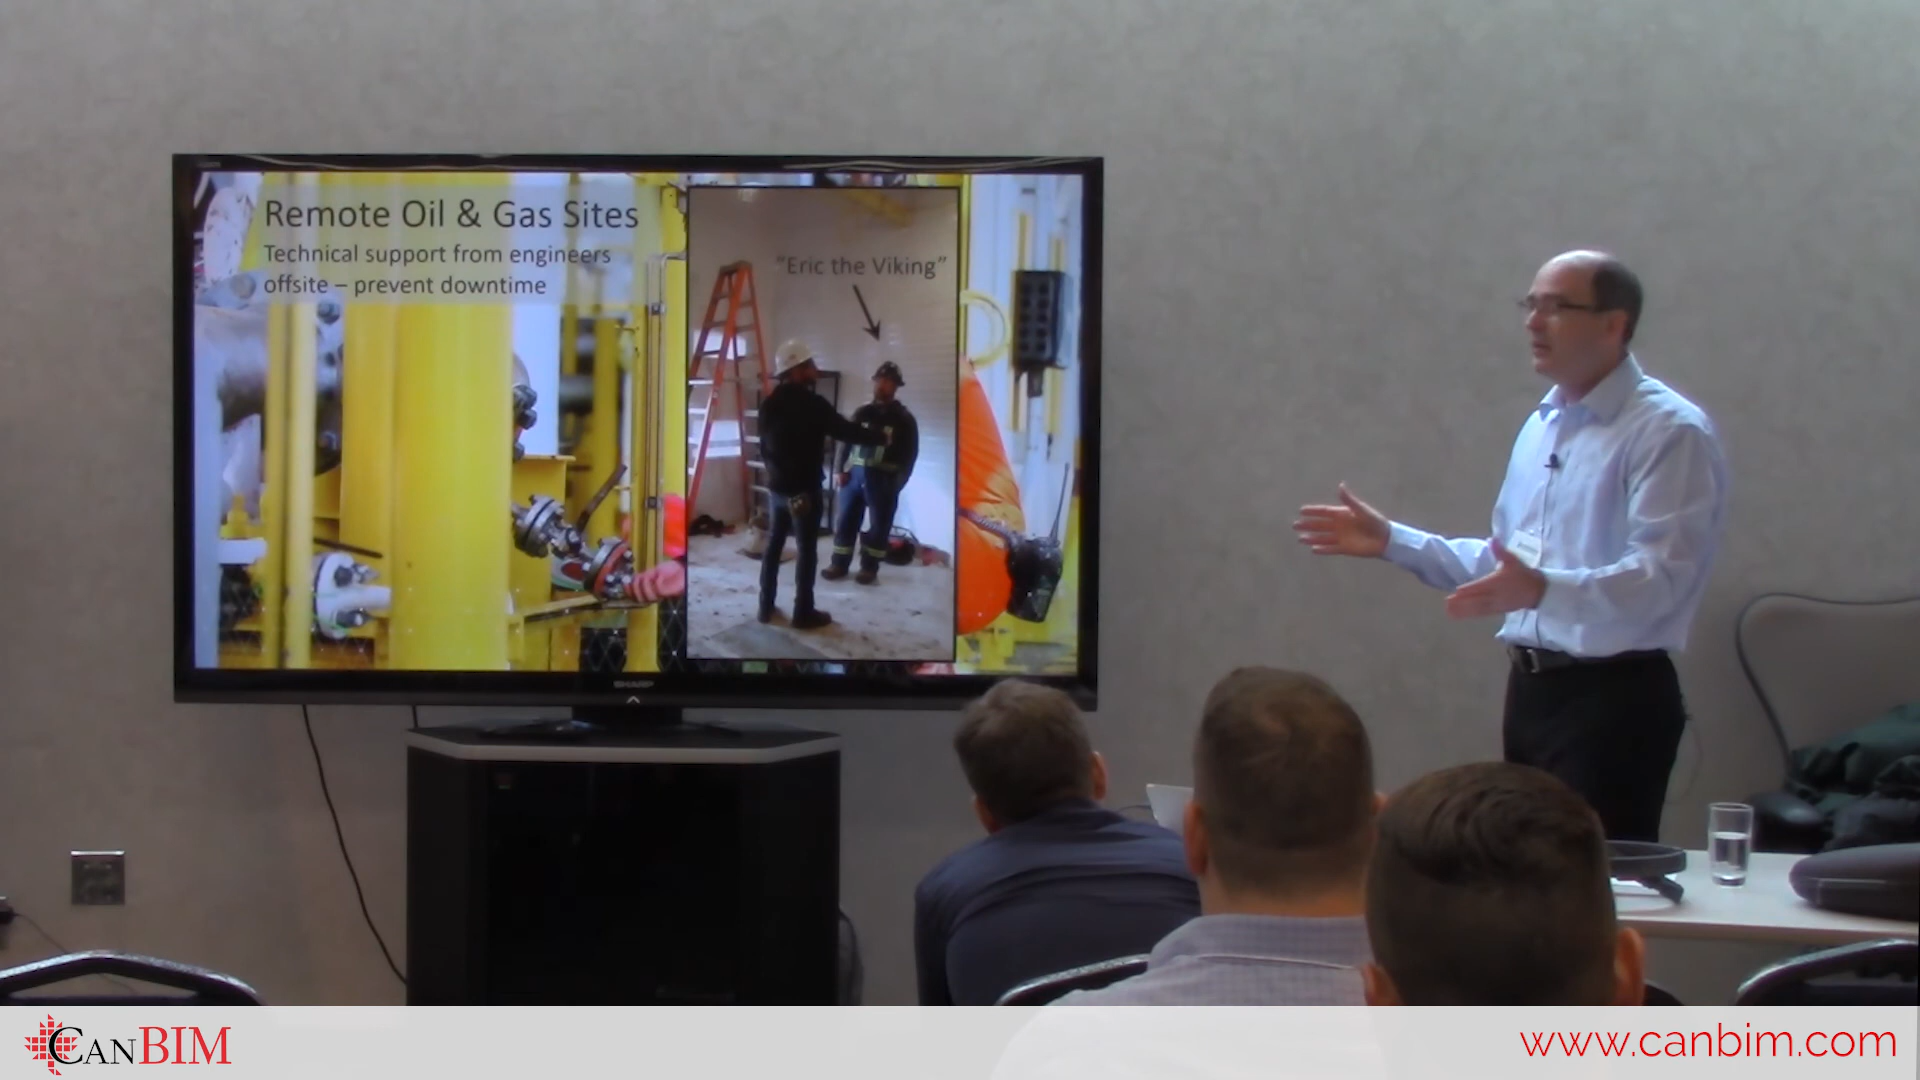 Remote Oil & Gas Sites
Technical support from engineers
offsite – prevent downtime
"Eric the Viking"
SHARP
CANBIM
www.canbim.com